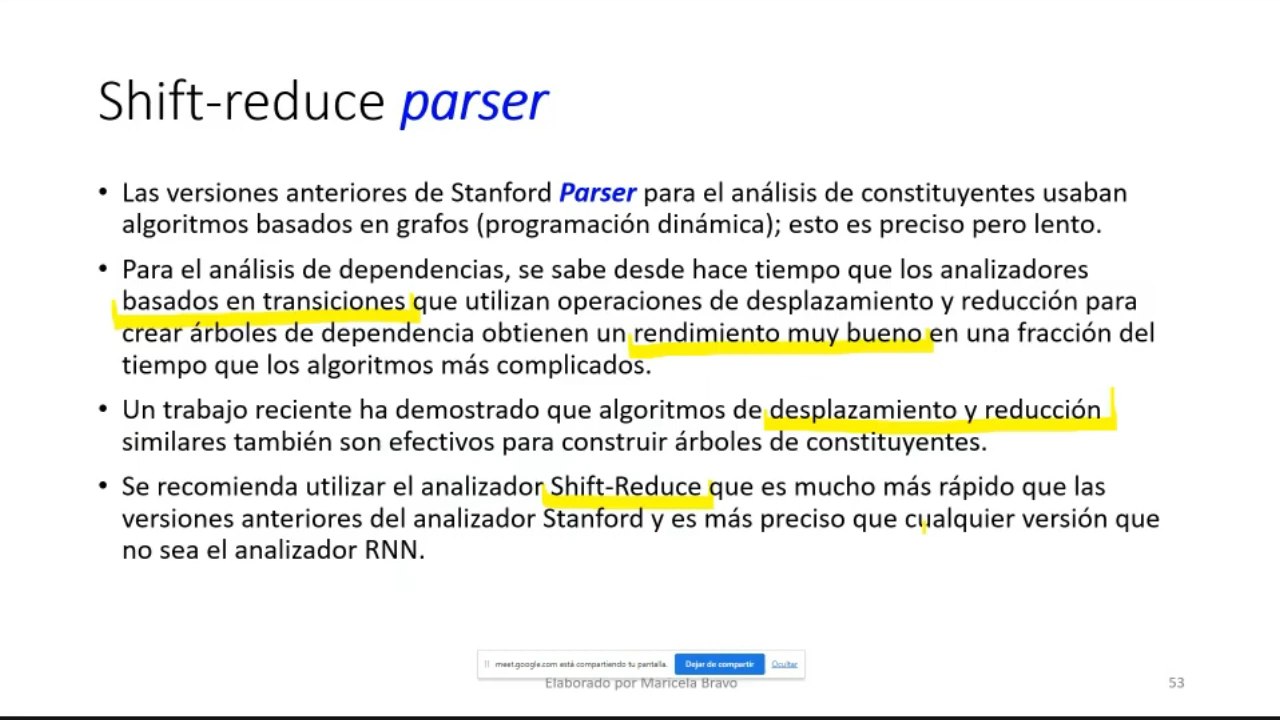 Shift-reduce parser
• Las versiones anteriores de Stanford Parser para el análisis de constituyentes usaban
algoritmos basados en grafos (programación dinámica); esto es preciso pero lento.
• Para el análisis de dependencias, se sabe desde hace tiempo que los analizadores
basados en transiciones que utilizan operaciones de desplazamiento y reducción para
crear árboles de dependencia obtienen un rendimiento muy bueno en una fracción del
tiempo que los algoritmos más complicados.
• Un trabajo reciente ha demostrado que algoritmos de desplazamiento y reducción
similares también son efectivos para construir árboles de constituyentes.
• Se recomienda utilizar el analizador Shift-Reduce que es mucho más rápido que las
versiones anteriores del analizador Stanford y es más preciso que cualquier versión que
no sea el analizador RNN.
meet.google.com está compartiendo tu pantalla. Dejar de compartir Ocultar
Elaborado por Maricela Bravo 53